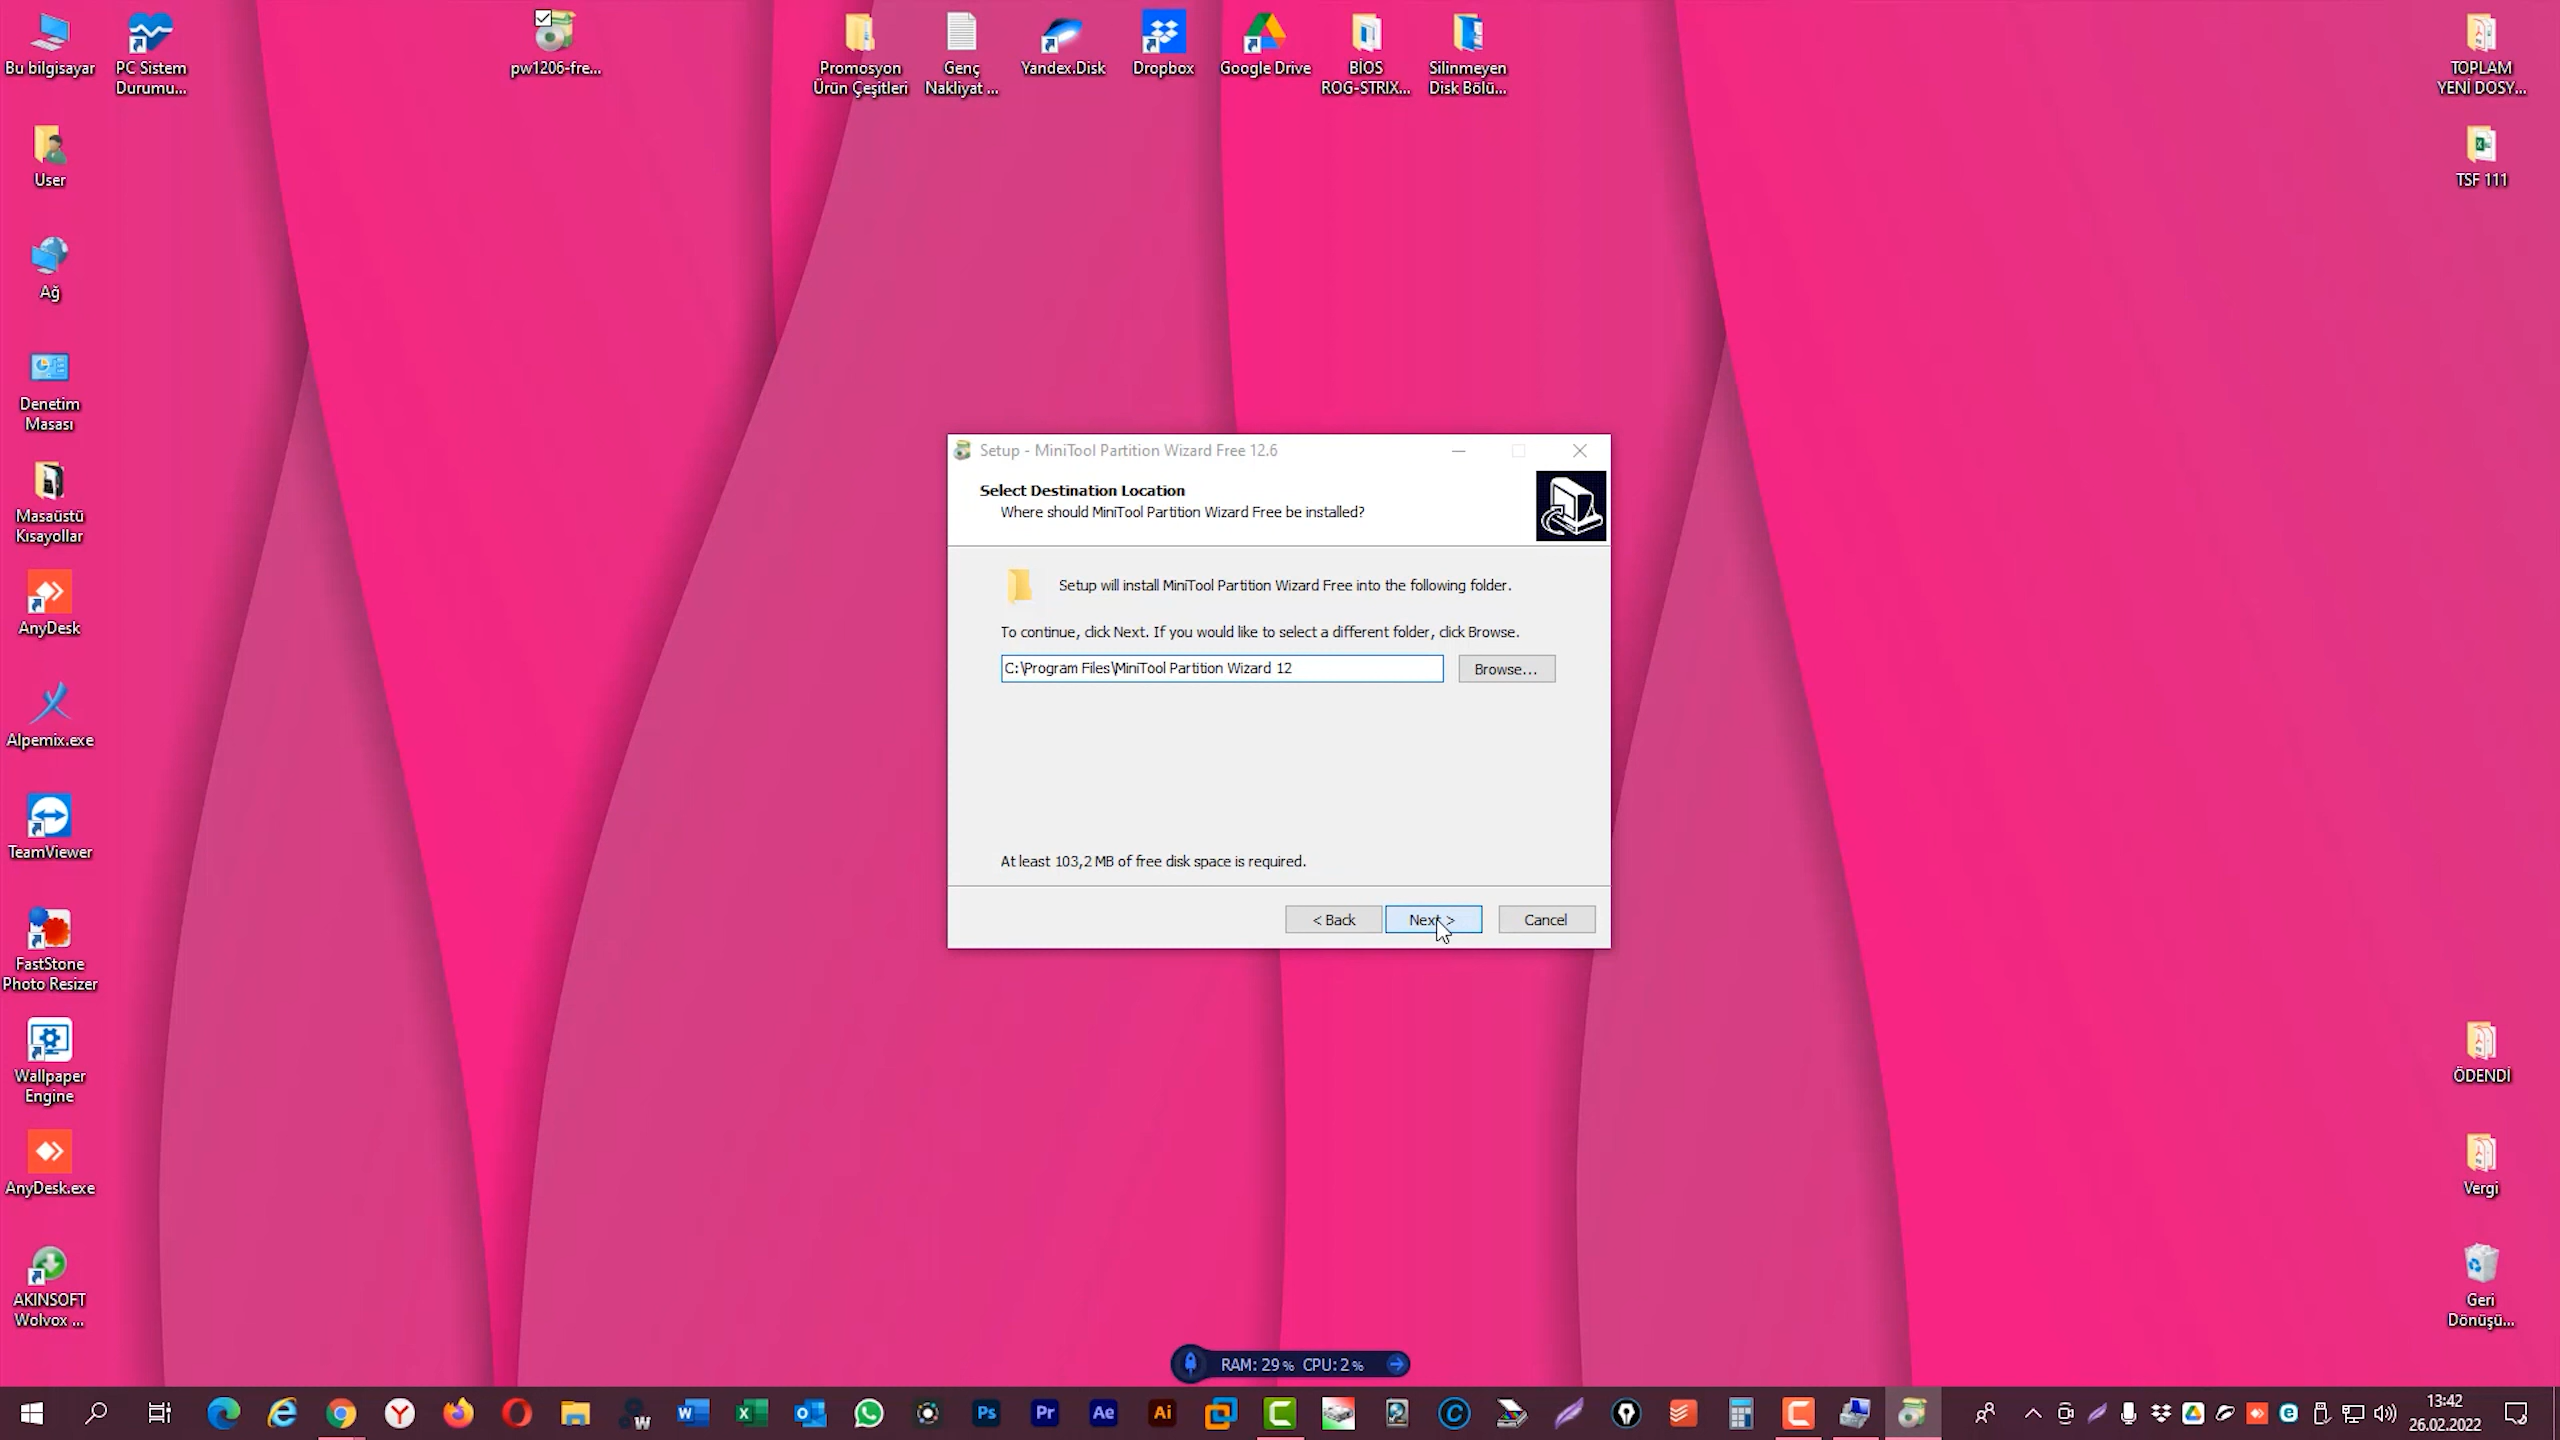 Bu bilgisayar
PC Sistem
Durumu...
pw1206-fre...
Promosyon
Ürün Çeşitleri
Genç
Nakliyat ...
Yandex.Disk
Dropbox
Google Drive
BİOS
ROG-STRIX...
Silinmeyen
Disk Bölü...
TOPLAM
YENİ DOSY...
User
TSF 111
Ağ
Denetim
Masası
Masaüstü
Kısayollar
AnyDesk
Alpemix.exe
TeamViewer
FastStone
Photo Resizer
Wallpaper
Engine
AnyDesk.exe
AKINSOFT
Wolvox ...
Setup - MiniTool Partition Wizard Free 12.6
Select Destination Location
Where should MiniTool Partition Wizard Free be installed?
Setup will install MiniTool Partition Wizard Free into the following folder.
To continue, click Next. If you would like to select a different folder, click Browse.
C:\Program Files\MiniTool Partition Wizard 12
Browse...
At least 103,2 MB of free disk space is required.
< Back
Next >
Cancel
ÖDENDİ
Vergi
Geri
Dönüşü...
RAM: 29 % CPU: 2 %
Ps
Pr
Ae
Ai
13:42
26.02.2022